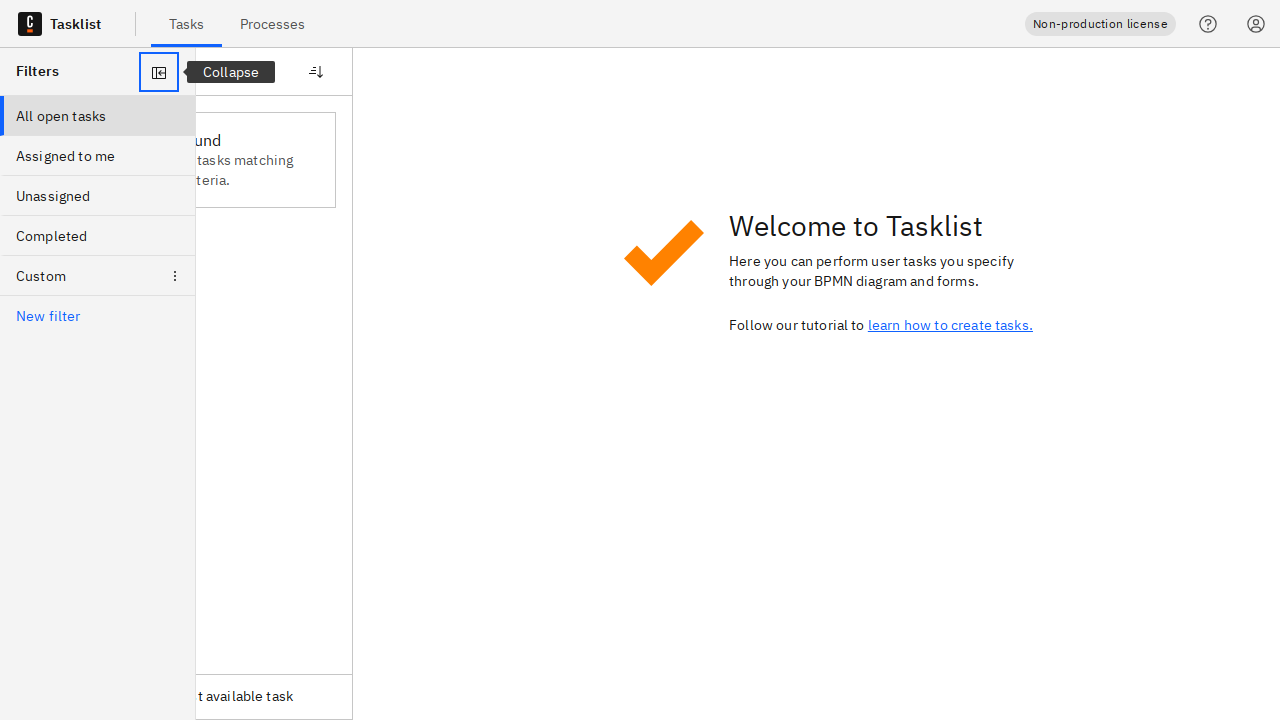 Tasklist
Tasks
Processes
Non-production license
Filters
Collapse
All open tasks
Assigned to me
Unassigned
Completed
Custom
New filter
und
tasks matching
teria.
t available task
Welcome to Tasklist
Here you can perform user tasks you specify
through your BPMN diagram and forms.
Follow our tutorial to learn how to create tasks.